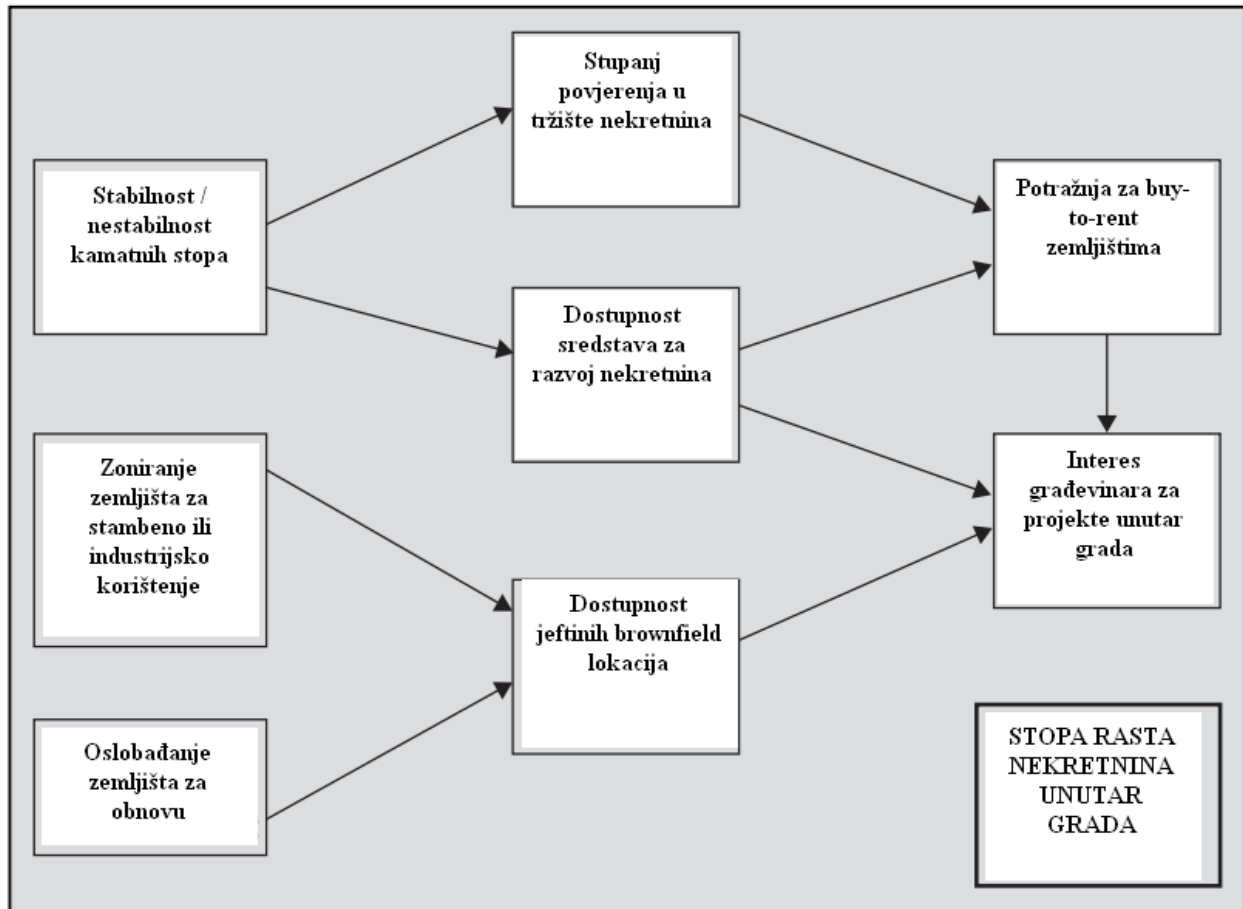 Stupanj
povjerenja u
tržište nekretnina
Stabilnost /
nestabilnost
kamatnih stopa
Potražnja za buy-
to-rent
zemljištima
Dostupnost
sredstava za
razvoj nekretnina
Zoniranje
zemljišta za
stambeno ili
industrijsko
korištenje
Interes
građevinara za
projekte unutar
grada
Dostupnost
jeftinih brownfield
lokacija
Oslobađanje
zemljišta za
obnovu
STOPA RASTA
NEKRETNINA
UNUTAR
GRADA